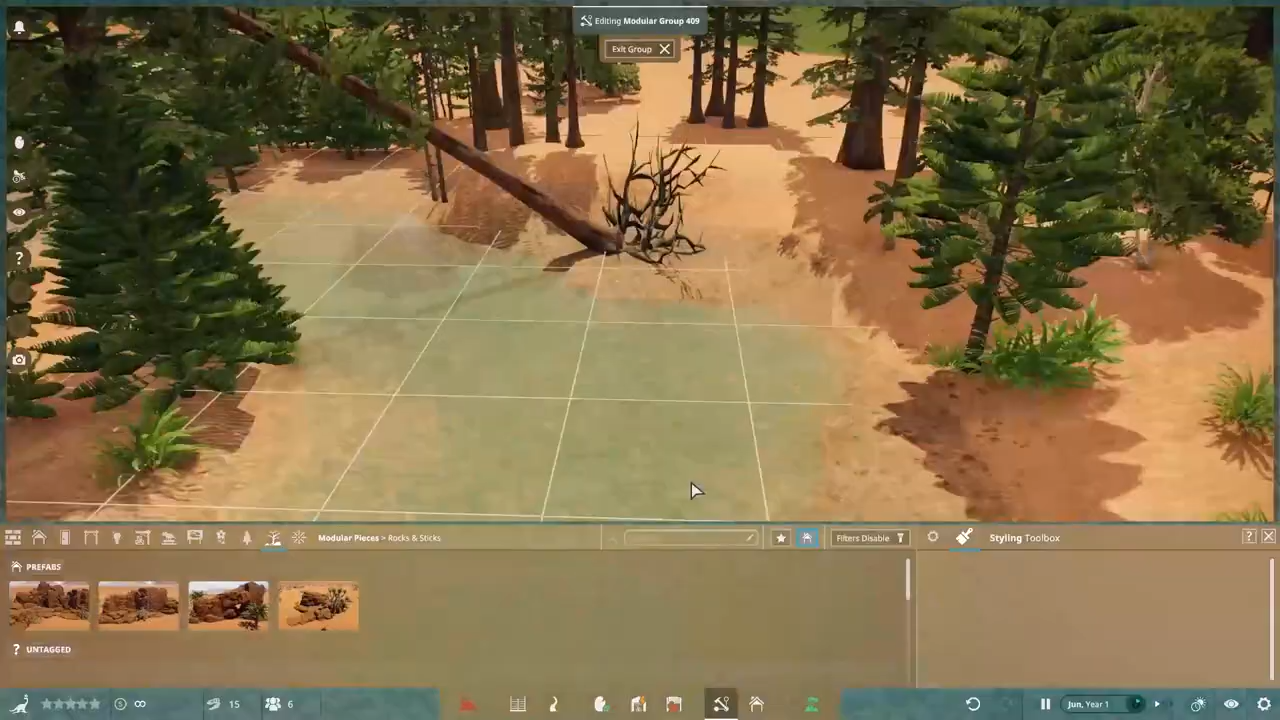 Editing Modular Group 409
Exit Group
?
Modular Pieces > Rocks & Sticks
Filters Disable
Styling Toolbox
?
PREFABS
? UNTAGGED
15
6
Jun, Year 1